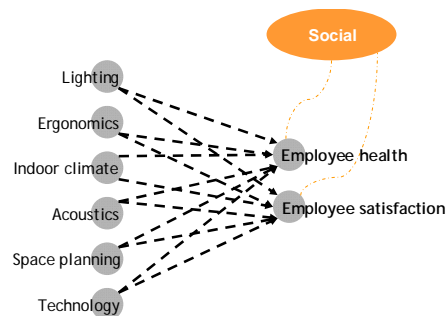 Social
Lighting
Ergonomics
Indoor climate
Acoustics
Space planning
Technology
Employee health
Employee satisfaction